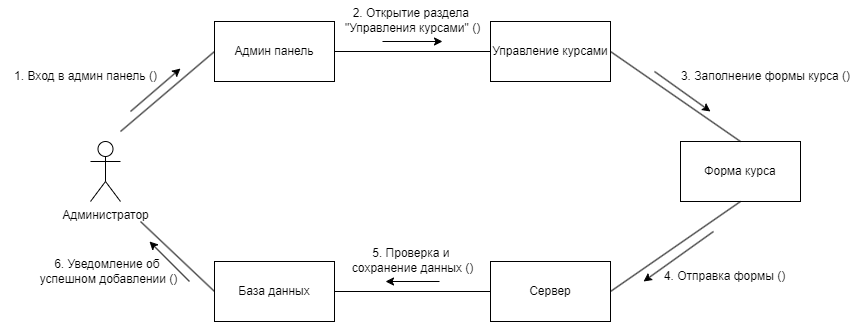 2. Открытие раздела
"Управления курсами" ()
Админ панель
Управление курсами
1. Вход в админ панель ()
3. Заполнение формы курса ()
Форма курса
Администратор
5. Проверка и
сохранение данных ()
6. Уведомление об
успешном добавлении ()
База данных
Сервер
4. Отправка формы ()